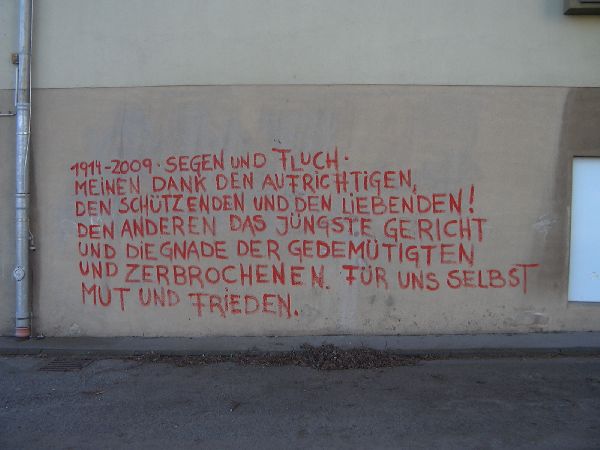 1914-2009 · SEGEN UND FLUCH ·
MEINEN DANK DEN AUFRICHTIGEN,
DEN SCHÜTZENDEN UND DEN LIEBENDEN!
DEN ANDEREN DAS JÜNGSTE GERICHT
UND DIE GNADE DER GEDEMÜTIGTEN
UND ZERBROCHENEN. FÜR UNS SELBST
MUT UND FRIEDEN.